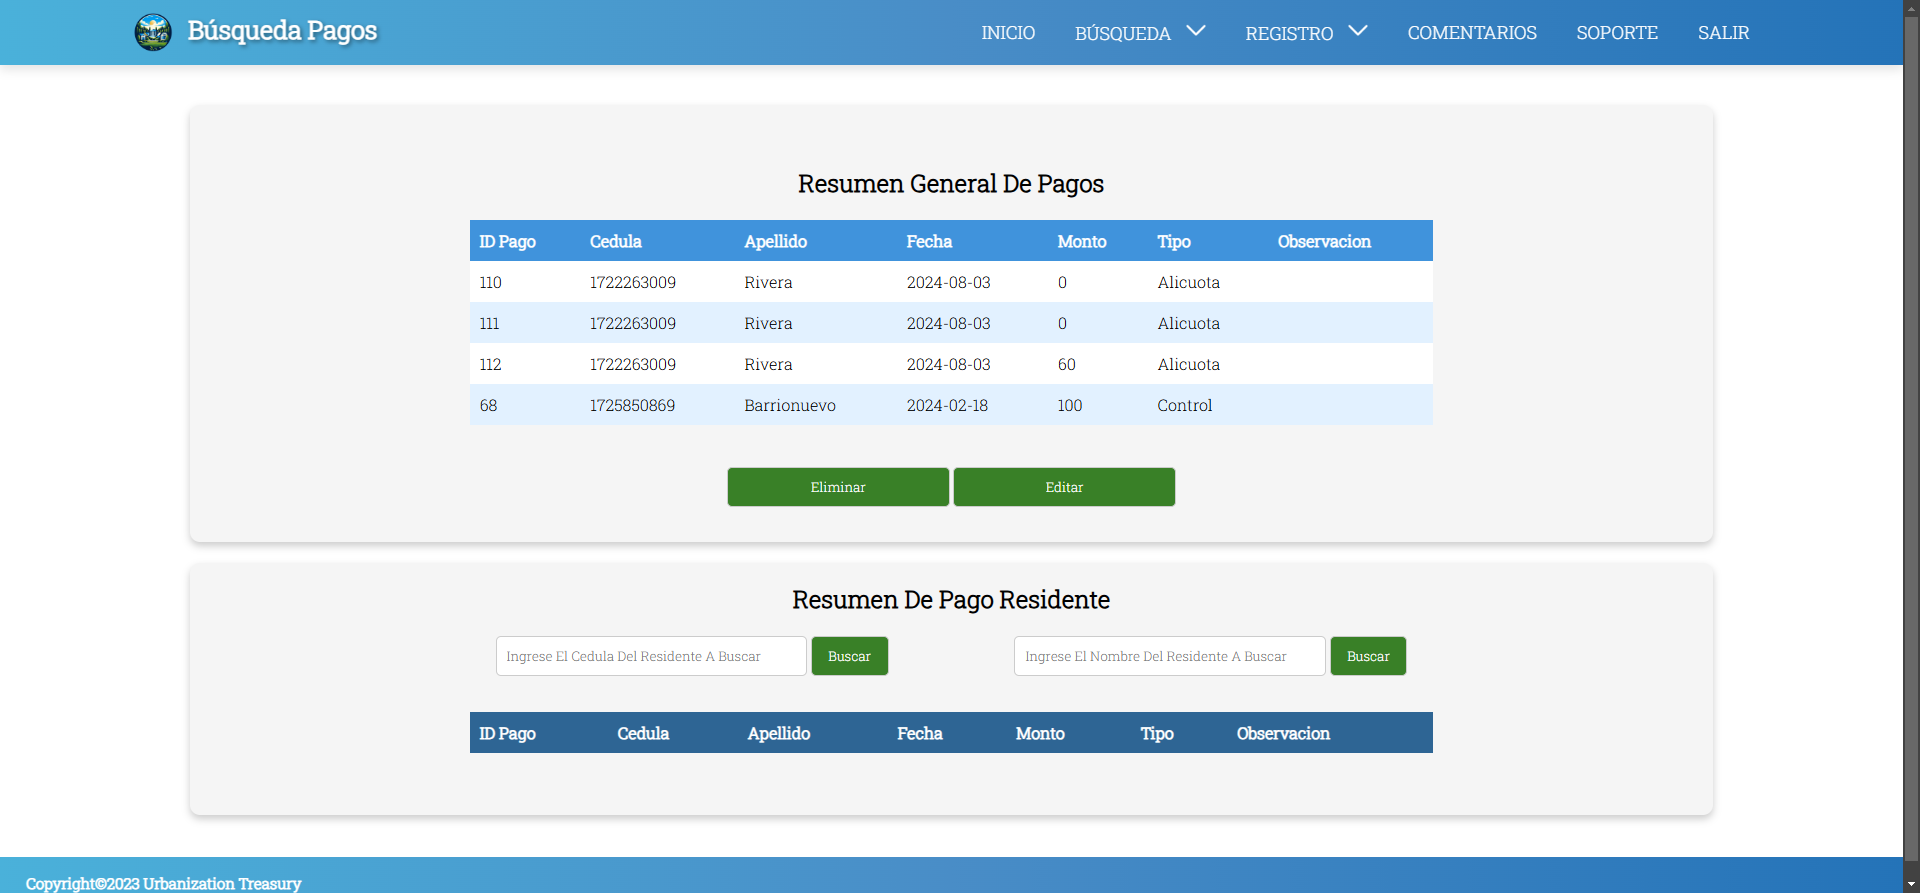 Búsqueda Pagos
INICIO BÚSQUEDA REGISTRO COMENTARIOS SOPORTE SALIR
Resumen General De Pagos
ID Pago Cedula Apellido Fecha Monto Tipo Observacion
110 1722263009 Rivera 2024-08-03 0 Alicuota
111 1722263009 Rivera 2024-08-03 0 Alicuota
112 1722263009 Rivera 2024-08-03 60 Alicuota
68 1725850869 Barrionuevo 2024-02-18 100 Control
Eliminar Editar
Resumen De Pago Residente
Ingrese El Cedula Del Residente A Buscar Buscar Ingrese El Nombre Del Residente A Buscar Buscar
ID Pago Cedula Apellido Fecha Monto Tipo Observacion
Copyright©2023 Urbanization Treasury